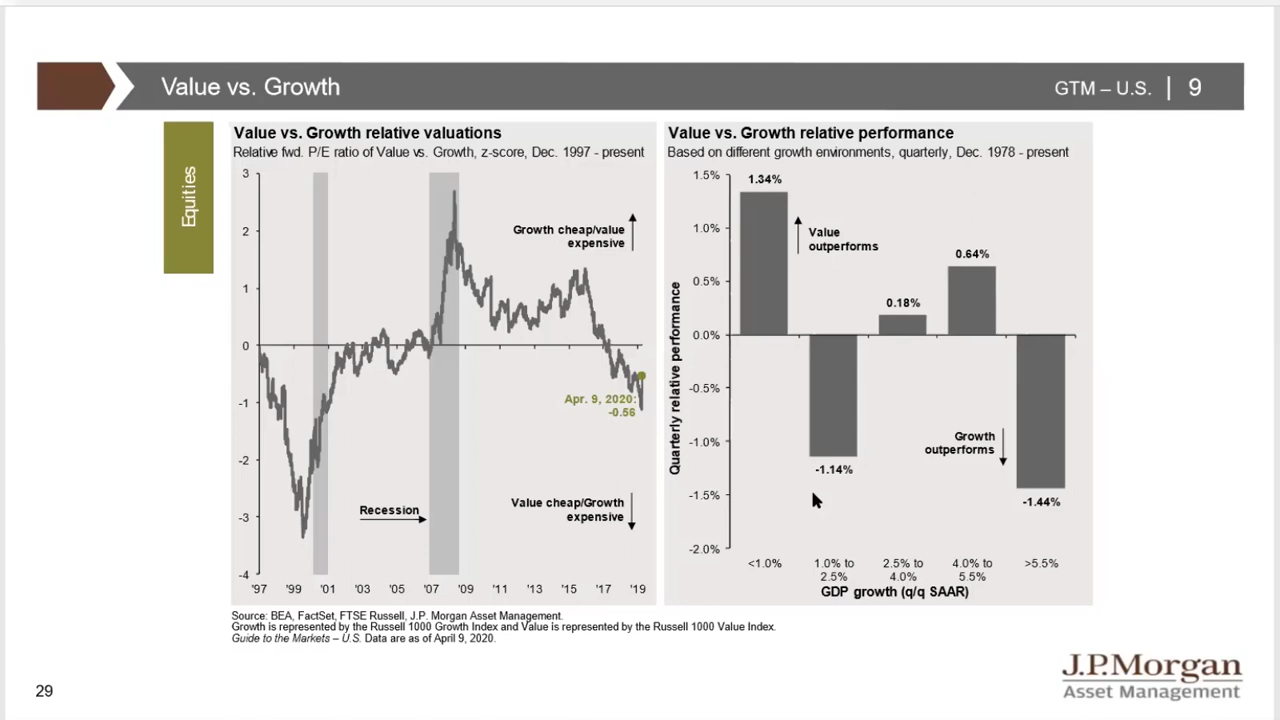 Value vs. Growth
GTM – U.S. | 9
Equities
Value vs. Growth relative valuations
Relative fwd. P/E ratio of Value vs. Growth, z-score, Dec. 1997 - present
3
2
1
0
-1
-2
-3
-4
Growth cheap/value
expensive
Apr. 9, 2020:
-0.56
Recession
Value cheap/Growth
expensive
'97 '99 '01 '03 '05 '07 '09 '11 '13 '15 '17 '19
Value vs. Growth relative performance
Based on different growth environments, quarterly, Dec. 1978 - present
Quarterly relative performance
1.5%
1.0%
0.5%
0.0%
-0.5%
-1.0%
-1.5%
-2.0%
1.34%
Value
outperforms
0.64%
0.18%
Growth
outperforms
-1.14%
-1.44%
<1.0% 1.0% to 2.5% to 4.0% to >5.5%
2.5% 4.0% 5.5%
GDP growth (q/q SAAR)
Source: BEA, FactSet, FTSE Russell, J.P. Morgan Asset Management.
Growth is represented by the Russell 1000 Growth Index and Value is represented by the Russell 1000 Value Index.
Guide to the Markets – U.S. Data are as of April 9, 2020.
29
J.P.Morgan
Asset Management